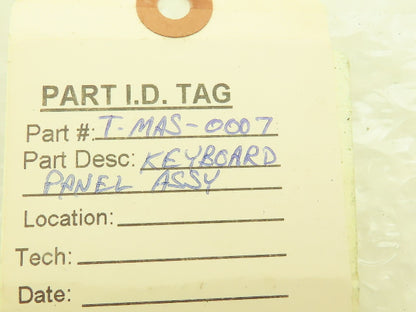 PART I.D. TAG
Part #: T-MAS-0007
Part Desc: KEYBOARD
PANEL ASSY
Location:
Tech:
Date: